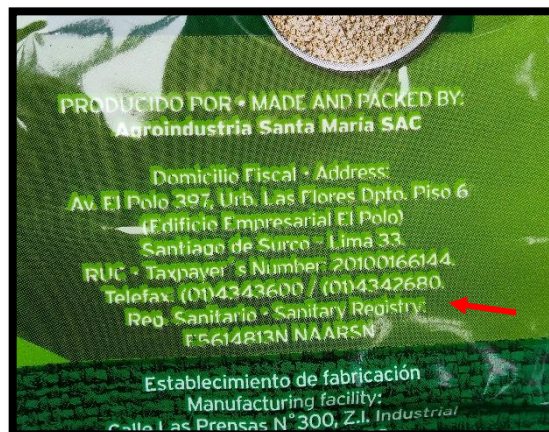 PRODUCIDO POR • MADE AND PACKED BY:
Agroindustria Santa María SAC
Domicilio Fiscal • Address:
Av. El Polo 397, Urb. Las Flores Dpto. Piso 6
(Edificio Empresarial El Polo)
Santiago de Surco - Lima 33.
RUC • Taxpayer´s Number: 20100166144.
Telefax: (01)4343600 / (01)4342680.
Reg. Sanitario • Sanitary Registry:
E5614813N NAARSN
Establecimiento de fabricación
Manufacturing facility:
Calle Las Prensas N°300, Z.I. Industrial